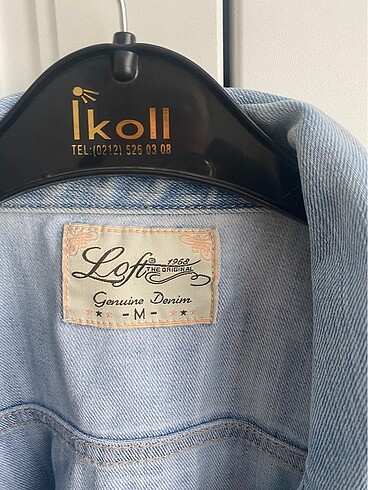 İkoll
TEL:(0212) 526 03 08
Loft
1968
THE ORIGINAL
Genuine Denim
- M -